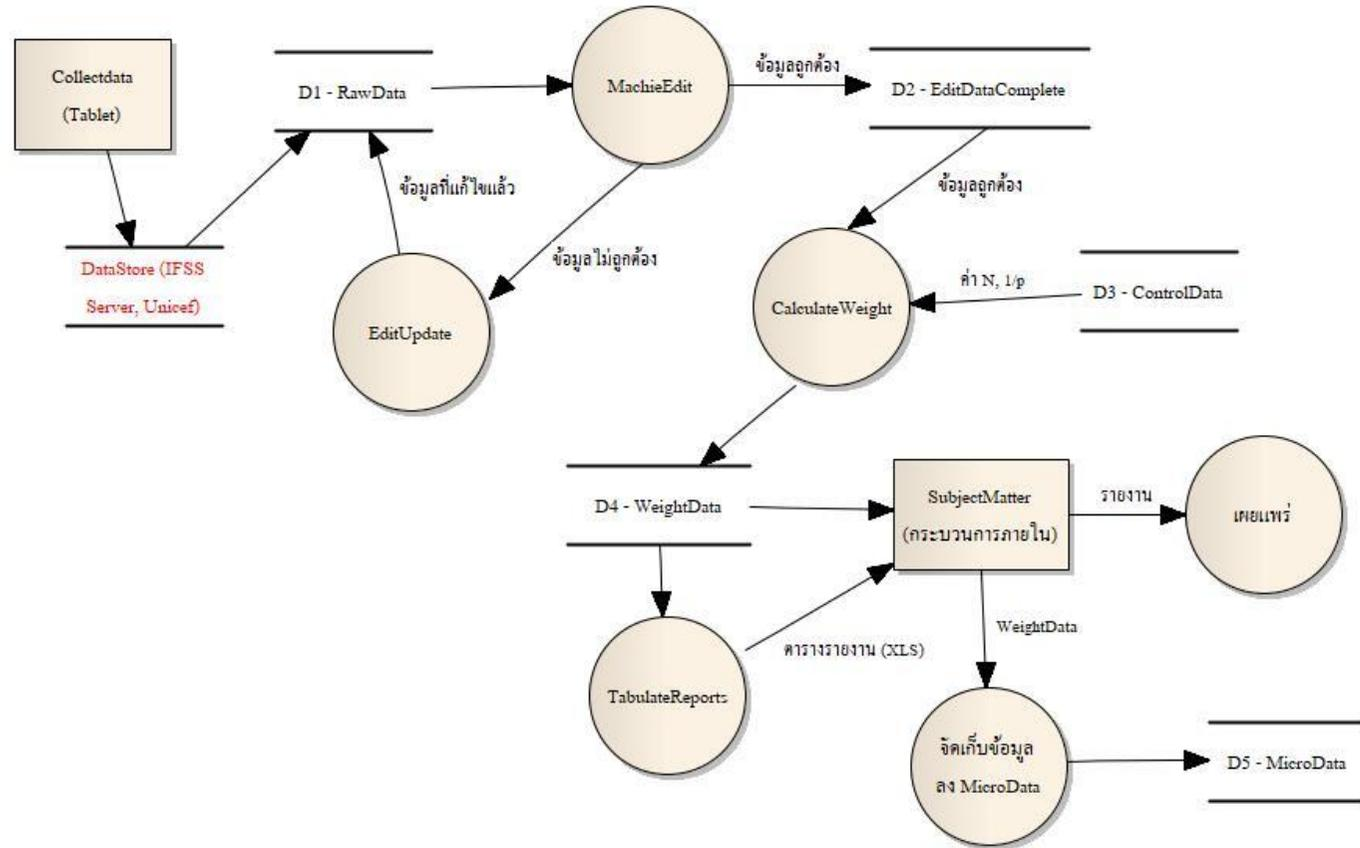 Collectdata
(Tablet)
D1 - RawData
MachieEdit
ข้อมูลถูกต้อง
D2 - EditDataComplete
ข้อมูลที่แก้ไขแล้ว
ข้อมูลถูกต้อง
ข้อมูลไม่ถูกต้อง
DataStore (IFSS
Server, Unicef)
EditUpdate
CalculateWeight
ค่า N, 1/p
D3 - ControlData
D4 - WeightData
SubjectMatter
(กระบวนการภายใน)
รายงาน
เผยแพร่
WeightData
ตารางรายงาน (XLS)
TabulateReports
จัดเก็บข้อมูล
ลง MicroData
D5 - MicroData